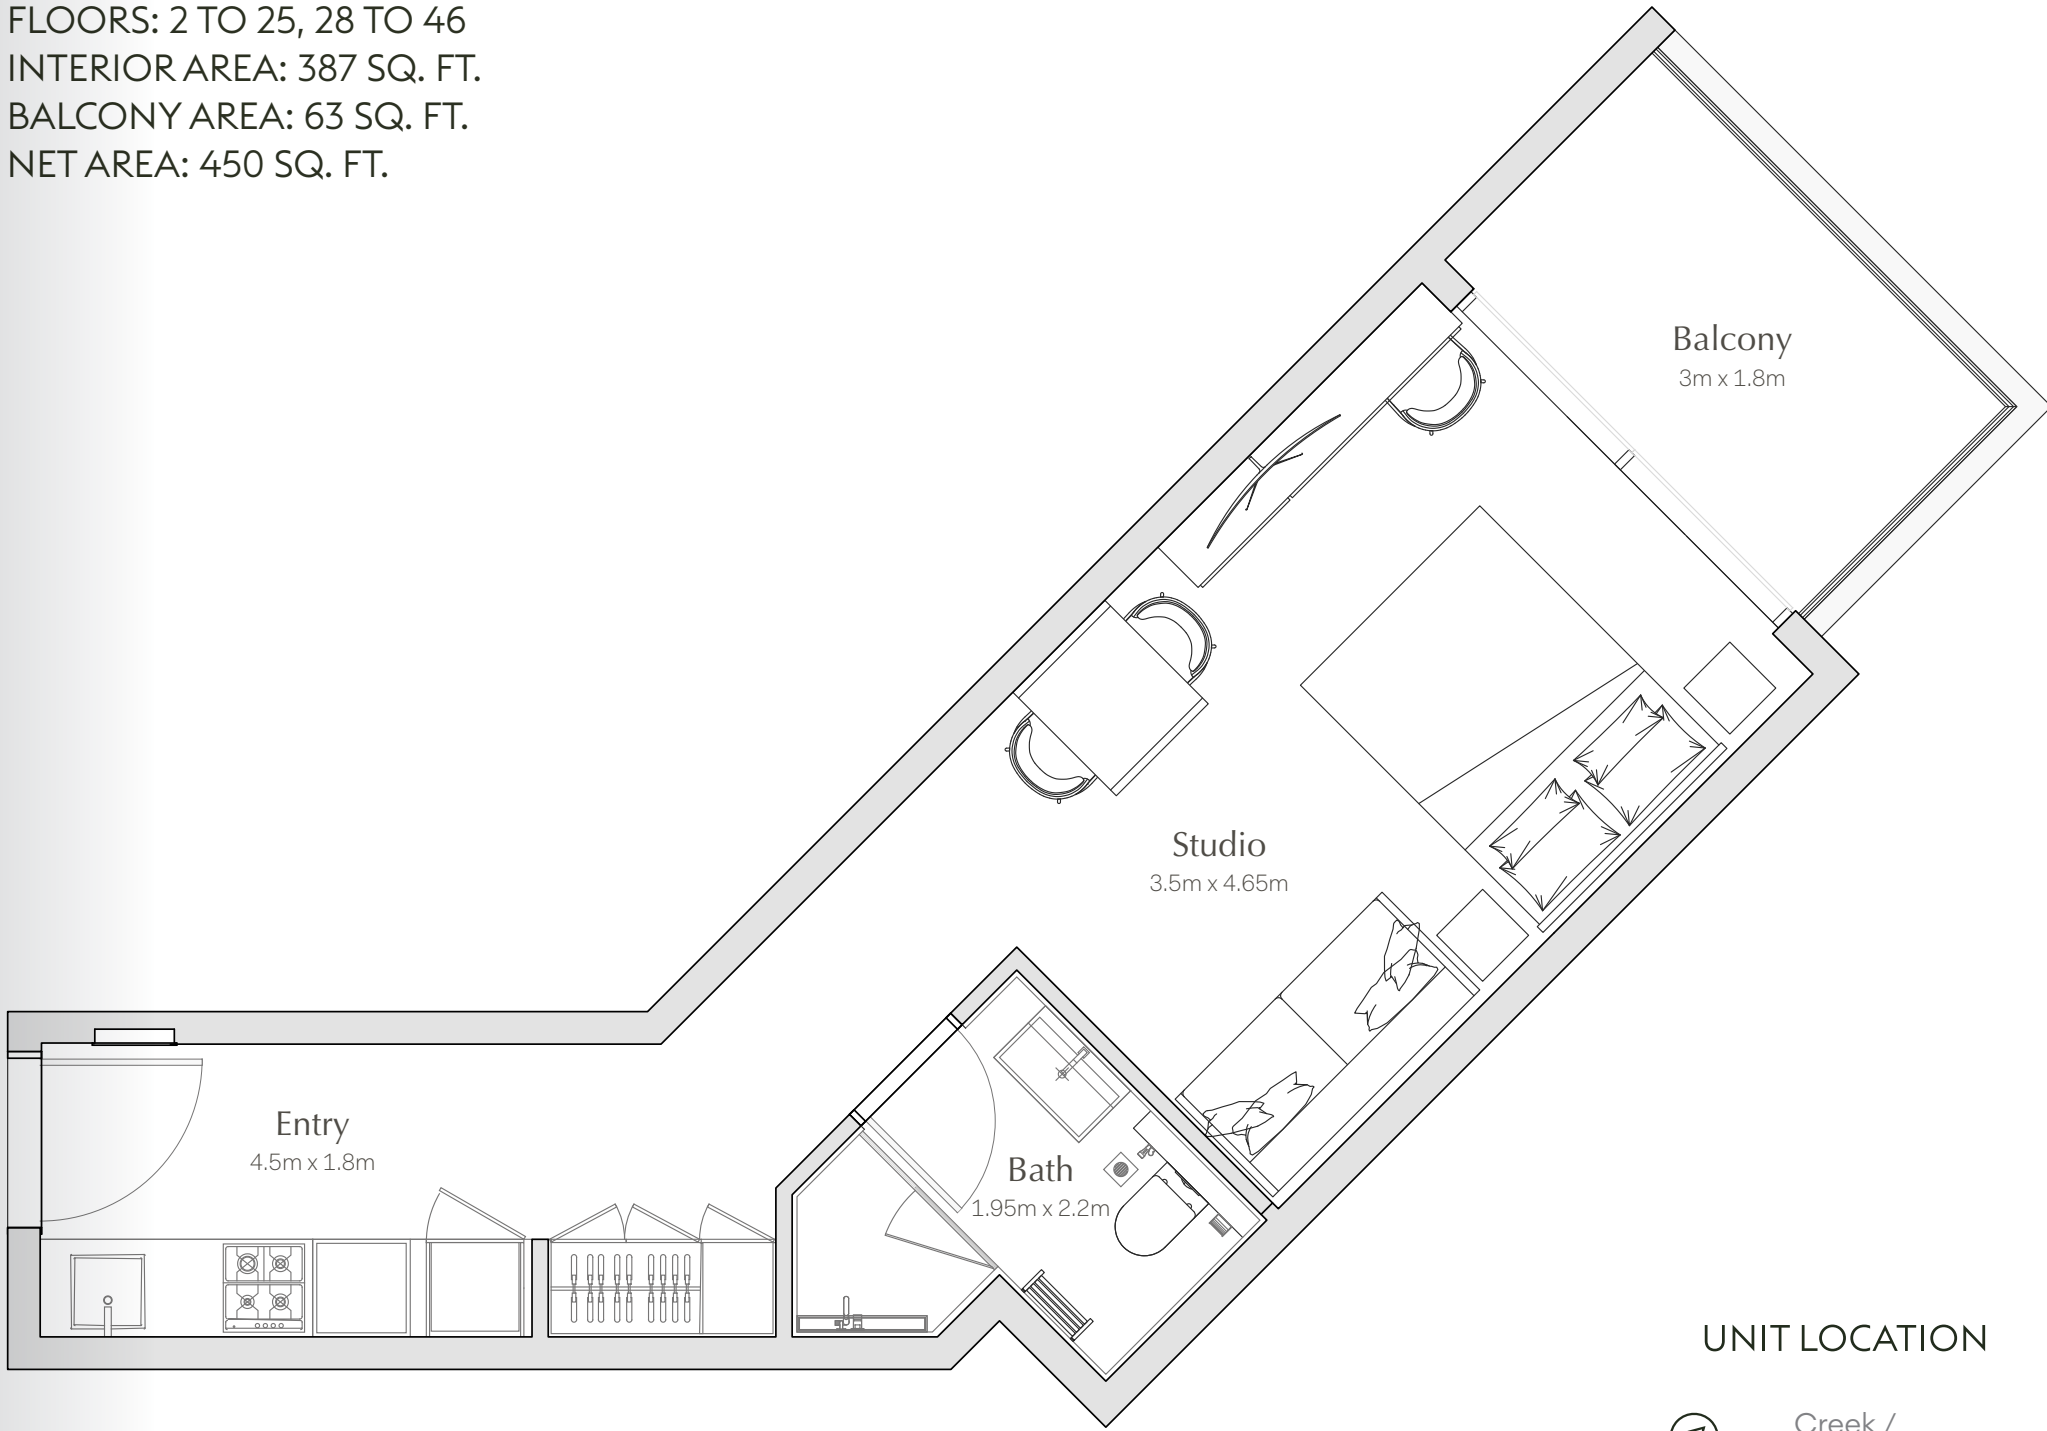 FLOORS: 2 TO 25, 28 TO 46
INTERIOR AREA: 387 SQ. FT.
BALCONY AREA: 63 SQ. FT.
NET AREA: 450 SQ. FT.
Balcony
3m x 1.8m
Studio
3.5m x 4.65m
Entry
4.5m x 1.8m
Bath
1.95m x 2.2m
UNIT LOCATION
Creek /